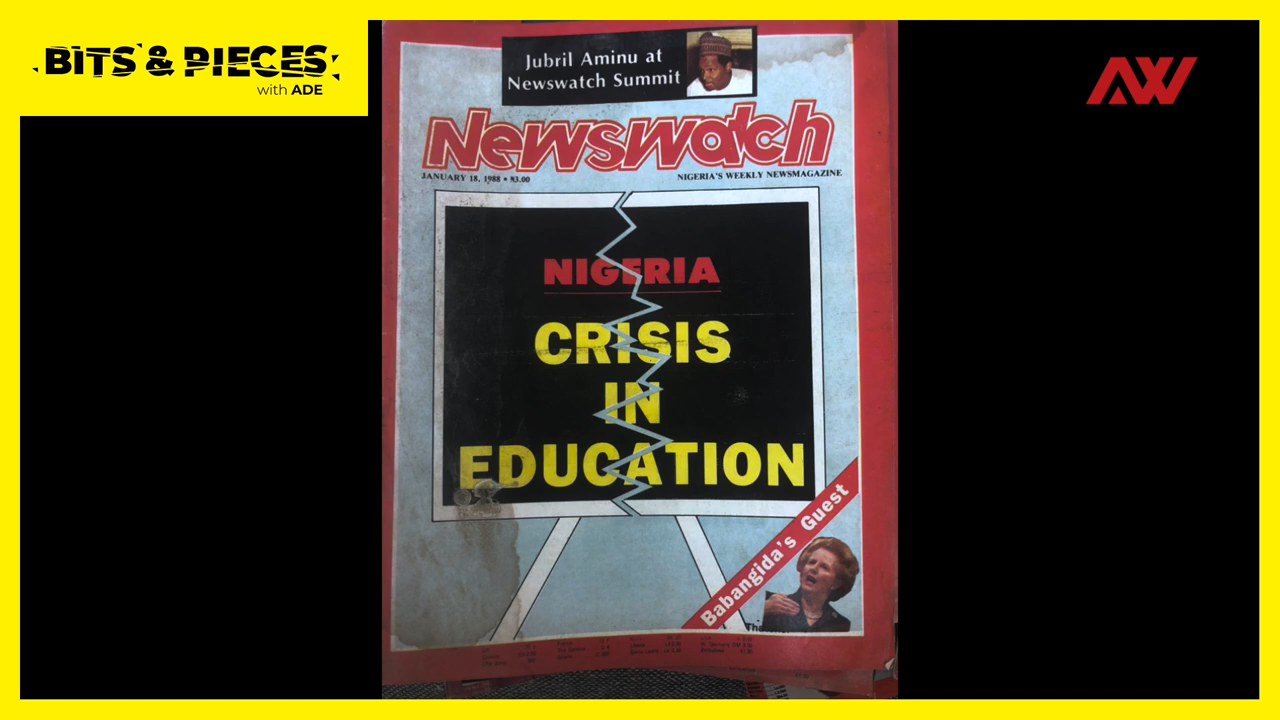 BITS & PIECES
with ADE
AW
Jubril Aminu at
Newswatch Summit
Newswatch
JANUARY 18, 1988 • ₦3.00
NIGERIA'S WEEKLY NEWSMAGAZINE
NIGERIA
CRISIS
IN
EDUCATION
Babangida's Guest